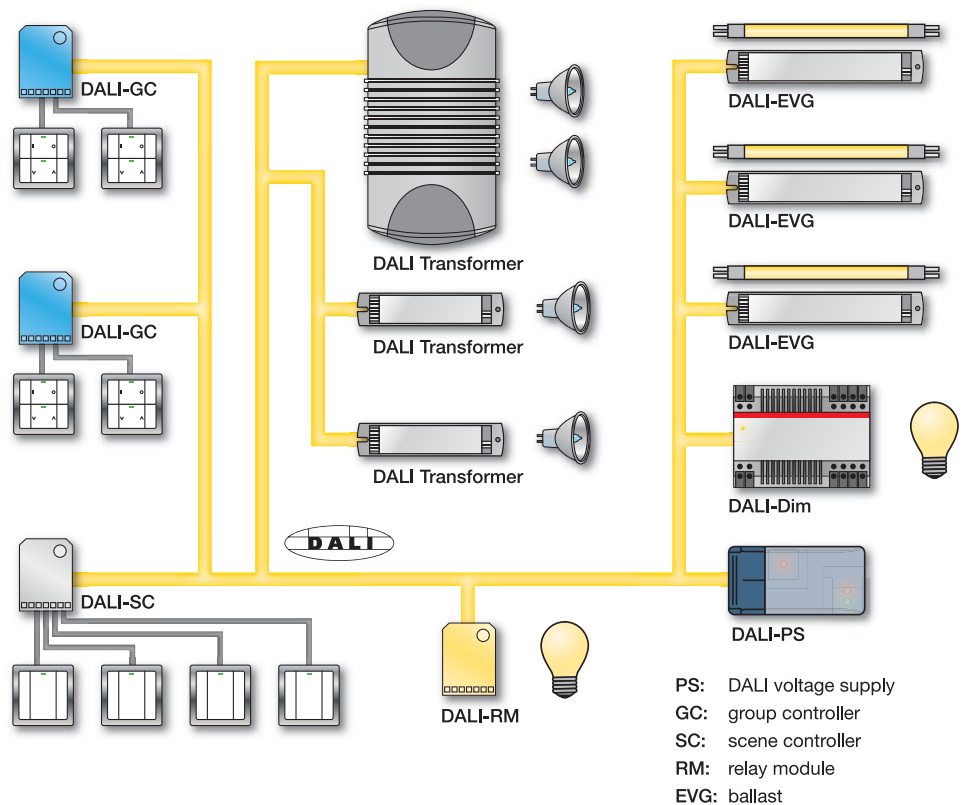 DALI-GC
DALI-EVG
DALI-EVG
DALI Transformer
DALI-GC
DALI-EVG
DALI Transformer
DALI Transformer
DALI-Dim
DALI
DALI-SC
DALI-PS
DALI-RM
PS: DALI voltage supply
GC: group controller
SC: scene controller
RM: relay module
EVG: ballast